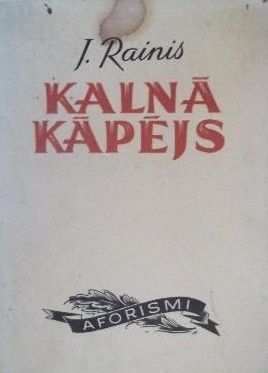 J. Rainis
KALNĀ
KĀPĒJS
AFORISMI